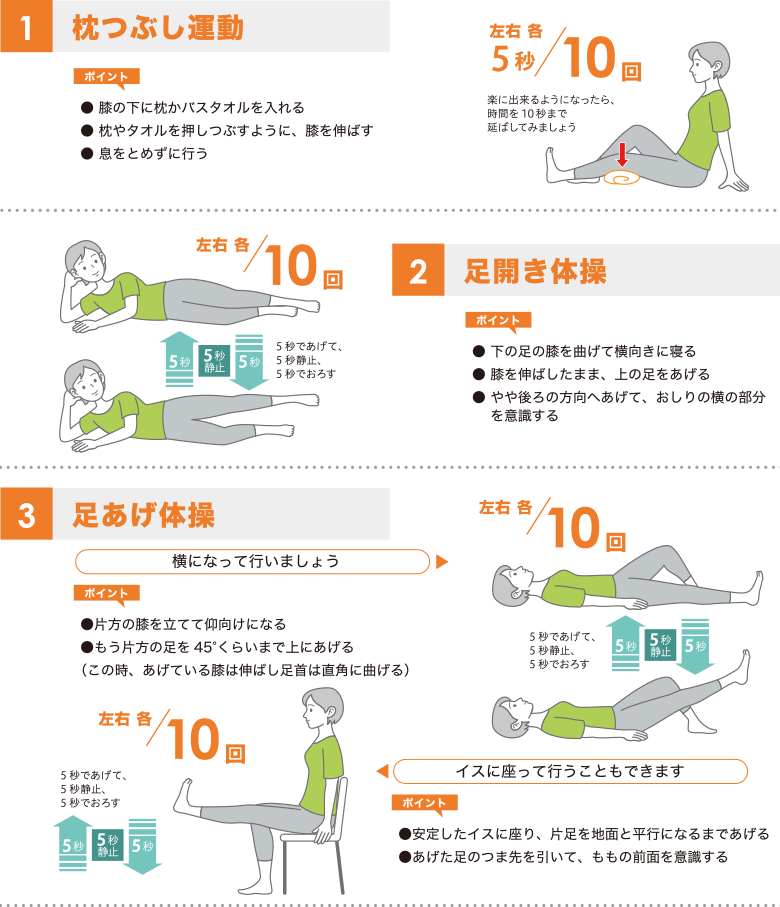 1 枕つぶし運動
ポイント
● 膝の下に枕かバスタオルを入れる
● 枕やタオルを押しつぶすように、膝を伸ばす
● 息をとめずに行う
左右 各
5秒/10回
楽に出来るようになったら、
時間を10秒まで
延ばしてみましょう
左右 各/10回
5秒
5秒
静止
5秒
5秒であげて、
5秒静止、
5秒でおろす
2 足開き体操
ポイント
● 下の足の膝を曲げて横向きに寝る
● 膝を伸ばしたまま、上の足をあげる
● やや後ろの方向へあげて、おしりの横の部分
を意識する
3 足あげ体操
横になって行いましょう
ポイント
●片方の膝を立てて仰向けになる
●もう片方の足を45°くらいまで上にあげる
(この時、あげている膝は伸ばし足首は直角に曲げる)
左右 各/10回
5秒であげて、
5秒静止、
5秒でおろす
5秒
5秒
静止
5秒
左右 各/10回
5秒であげて、
5秒静止、
5秒でおろす
5秒
5秒
静止
5秒
イスに座って行うこともできます
ポイント
●安定したイスに座り、片足を地面と平行になるまであげる
●あげた足のつま先を引いて、ももの前面を意識する